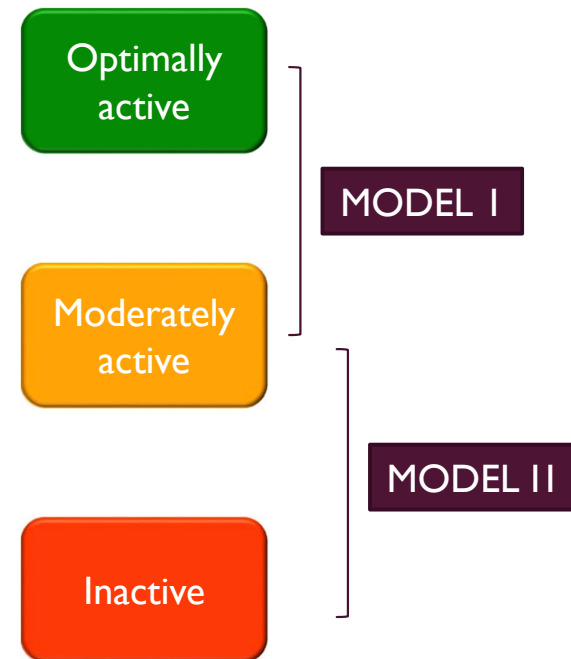 Optimally
active
MODEL I
Moderately
active
MODEL II
Inactive